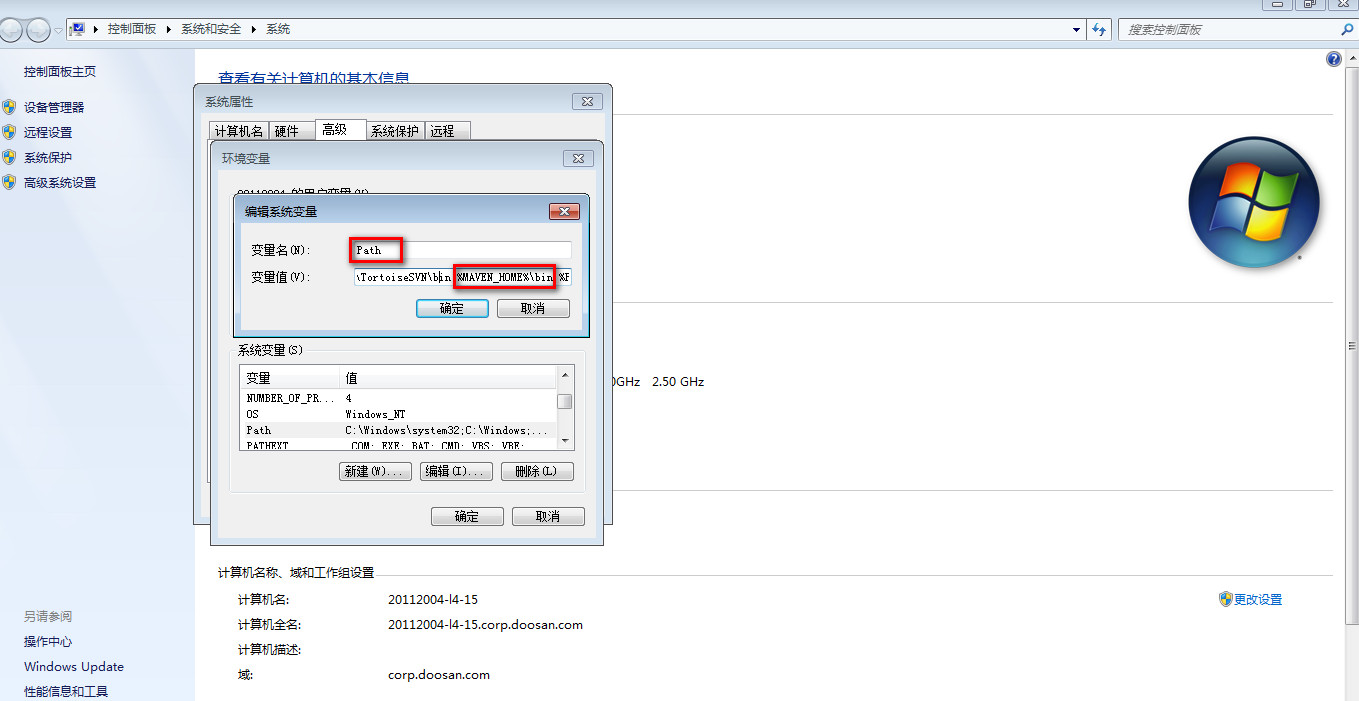 控制面板 系统和安全 系统
搜索控制面板
控制面板主页
设备管理器
远程设置
系统保护
高级系统设置
查看有关计算机的基本信息
系统属性
计算机名 硬件 高级 系统保护 远程
环境变量
20112004 的用户变量(U)
编辑系统变量
变量名(N): Path
变量值(V): \TortoiseSVN\bin;%MAVEN_HOME%\bin;%P
确定 取消
系统变量(S)
变量 值
NUMBER_OF_PR... 4
OS Windows_NT
Path C:\Windows\system32;C:\Windows;...
PATHEXT .COM;.EXE;.BAT;.CMD;.VBS;.VBE;
新建(W)... 编辑(I)... 删除(L)
确定 取消
0GHz 2.50 GHz
计算机名称、域和工作组设置
计算机名: 20112004-l4-15
更改设置
计算机全名: 20112004-l4-15.corp.doosan.com
计算机描述:
域: corp.doosan.com
另请参阅
操作中心
Windows Update
性能信息和工具